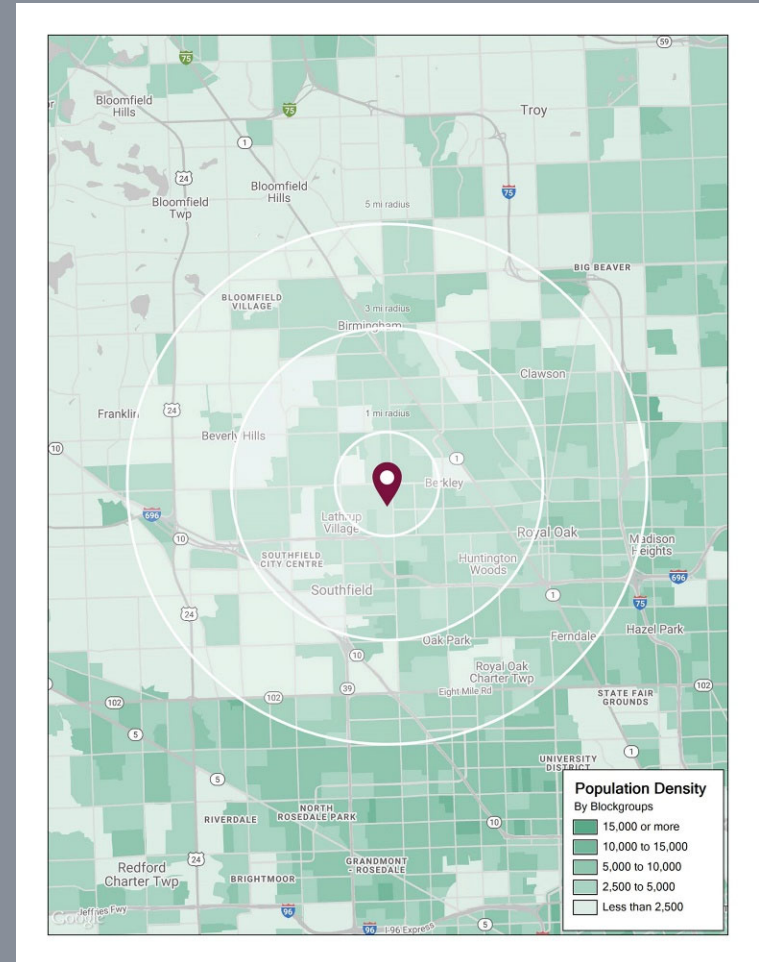 59
75
Bloomfield
Hills
75
Troy
1
24
Bloomfield
Hills
75
Bloomfield
Twp
5 mi radius
BIG BEAVER
BLOOMFIELD
VILLAGE
3 mi radius
Birmingham
Clawson
Franklin
24
1 mi radius
Beverly Hills
10
1
Berkley
696
Lathrup
Village
10
Royal Oak
Madison
Heights
SOUTHFIELD
CITY CENTRE
Huntington
Woods
696
Southfield
1
75
24
Hazel Park
Oak Park
Ferndale
10
Royal Oak
Charter Twp
39
102
Eight Mile Rd
102
102
STATE FAIR
GROUNDS
5
1
UNIVERSITY
DISTRICT
5
NORTH
ROSEDALE PARK
RIVERDALE
10
24
GRANDMONT
- ROSEDALE
Redford
Charter Twp
BRIGHTMOOR
96
Jeffries Fwy
Google
96
I-96 Express
5
Population Density
By Blockgroups
15,000 or more
10,000 to 15,000
5,000 to 10,000
2,500 to 5,000
Less than 2,500